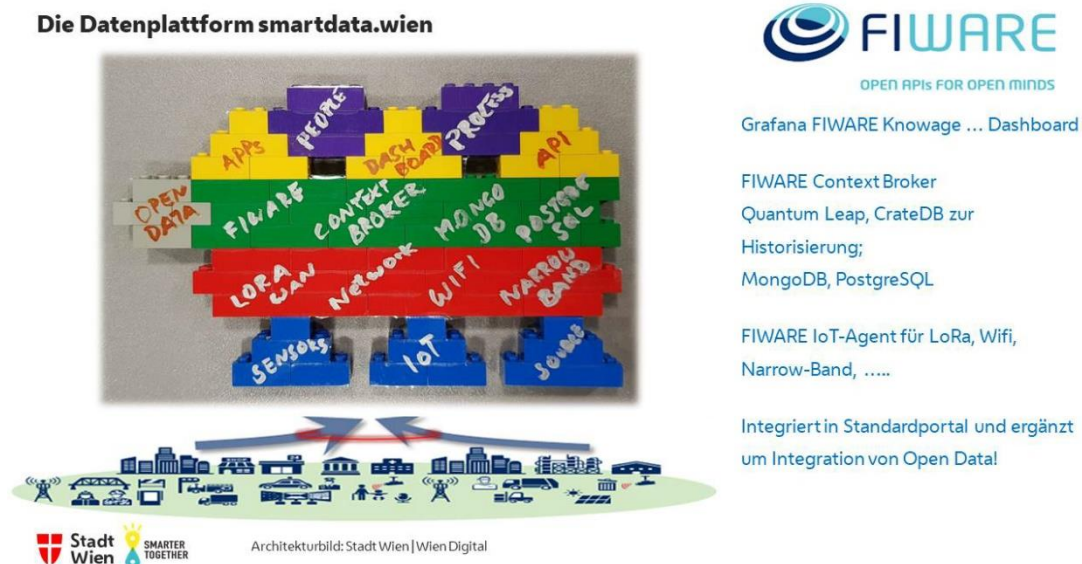 Die Datenplattform smartdata.wien
PEOPLE
PROCESS
APPS
DASH
BOARD
API
OPEN
DATA
FIWARE
CONTEXT
BROKER
MONGO
DB
POSTGRE
SQL
LORA
WAN
Network
WIFI
NARROW
BAND
SENSORS
IoT
SOURCE
Stadt
Wien
SMARTER
TOGETHER
Architekturbild: Stadt Wien | Wien Digital
FIWARE
OPEN APIs FOR OPEN MINDS
Grafana FIWARE Knowage ... Dashboard
FIWARE Context Broker
Quantum Leap, CrateDB zur
Historisierung;
MongoDB, PostgreSQL
FIWARE IoT-Agent für LoRa, Wifi,
Narrow-Band, .....
Integriert in Standardportal und ergänzt
um Integration von Open Data!